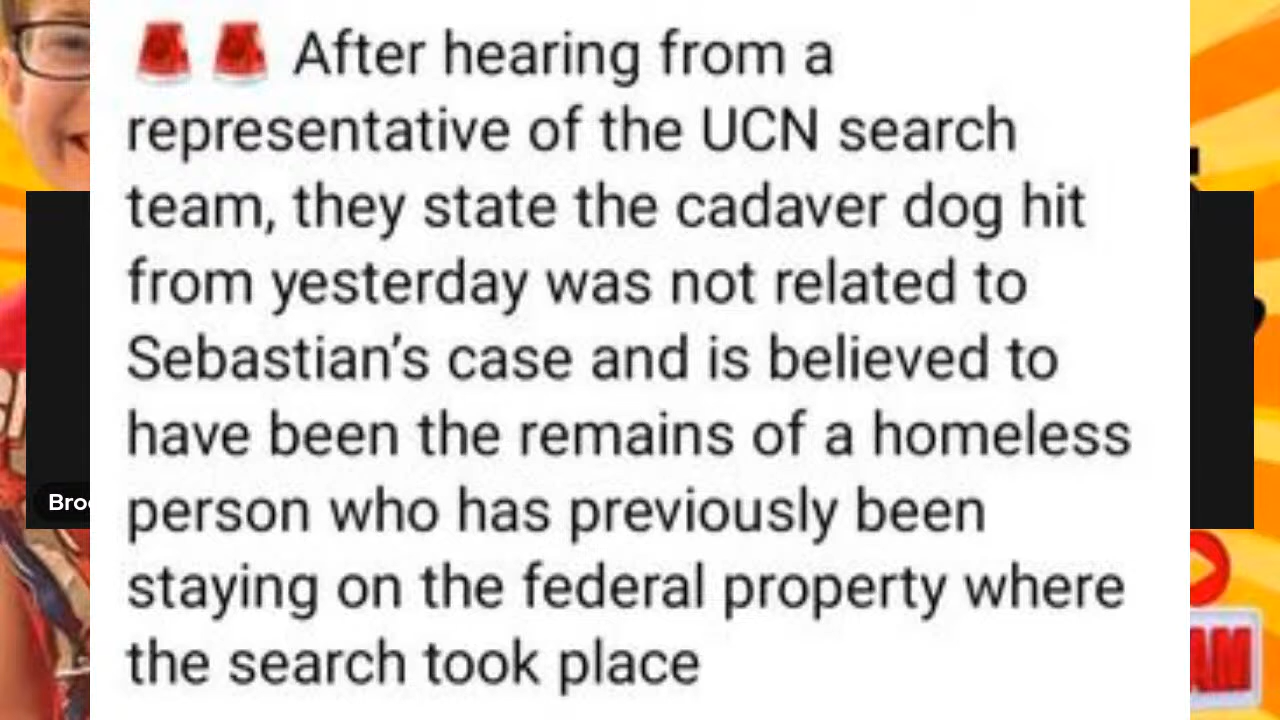 🚨🚨 After hearing from a
representative of the UCN search
team, they state the cadaver dog hit
from yesterday was not related to
Sebastian’s case and is believed to
have been the remains of a homeless
person who has previously been
staying on the federal property where
the search took place
Broo
AM